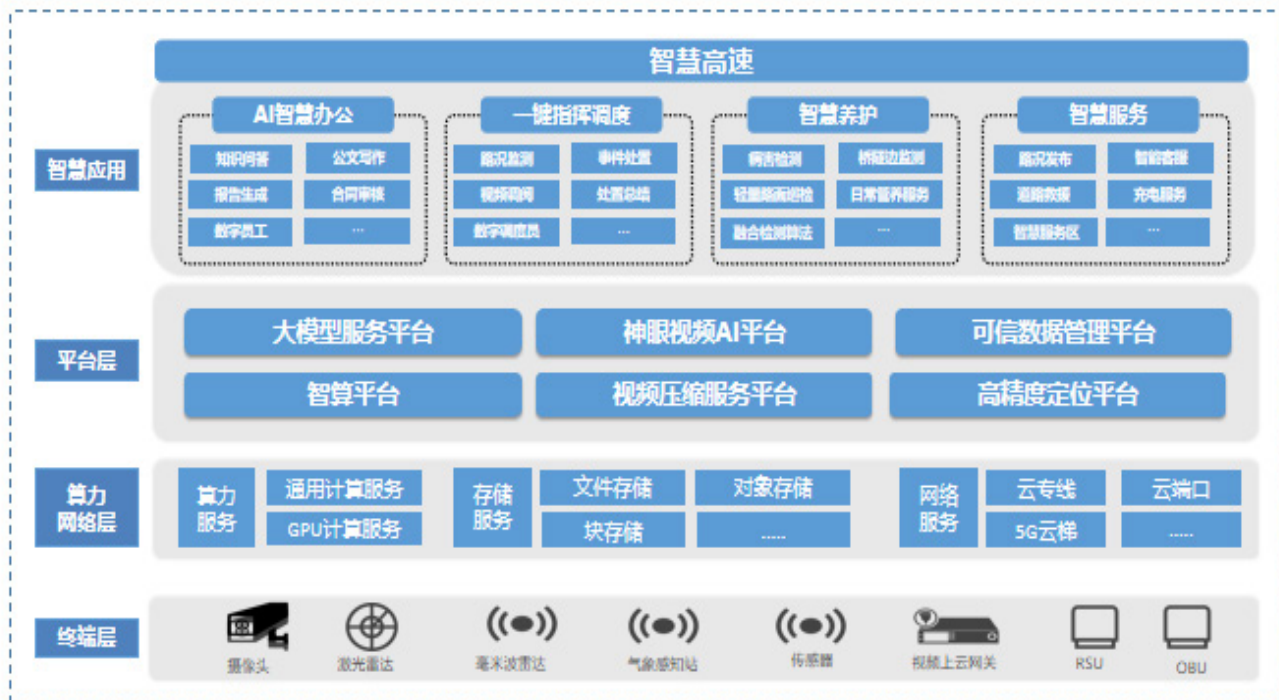 智慧高速
智慧应用
AI智慧办公
知识问答 公文写作
报告生成 合同审核
数字员工 ...
一键指挥调度
路况监测 事件处置
视频调阅 处置总结
数字调度员 ...
智慧养护
病害检测 桥隧边监测
轻量路面巡检 日常管养服务
融合检测算法 ...
智慧服务
路况发布 智能客服
道路救援 充电服务
智慧服务区 ...
平台层
大模型服务平台 神眼视频AI平台 可信数据管理平台
智算平台 视频压缩服务平台 高精度定位平台
算力
网络层
算力
服务
通用计算服务
GPU计算服务
存储
服务
文件存储 对象存储
块存储 .....
网络
服务
云专线 云端口
5G云梯 .....
终端层
摄像头 激光雷达 毫米波雷达 气象感知站 传感器 视频上云网关 RSU OBU